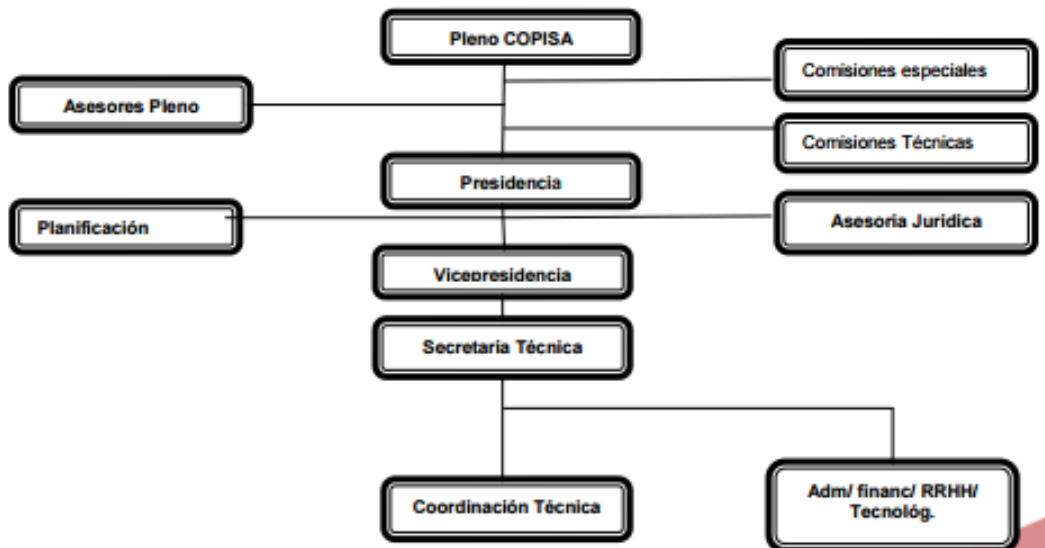 Pleno COPISA
Comisiones especiales
Asesores Pleno
Comisiones Técnicas
Presidencia
Planificación
Asesoria Juridica
Vicepresidencia
Secretaria Técnica
Coordinación Técnica
Adm/ financ/ RRHH/
Tecnológ.